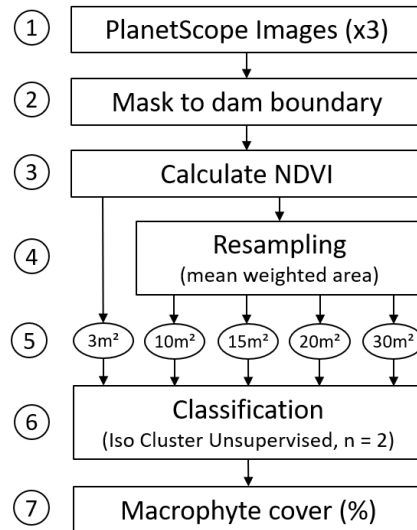 1 PlanetScope Images (x3)
2 Mask to dam boundary
3 Calculate NDVI
4 Resampling
(mean weighted area)
5 3m² 10m² 15m² 20m² 30m²
6 Classification
(Iso Cluster Unsupervised, n = 2)
7 Macrophyte cover (%)